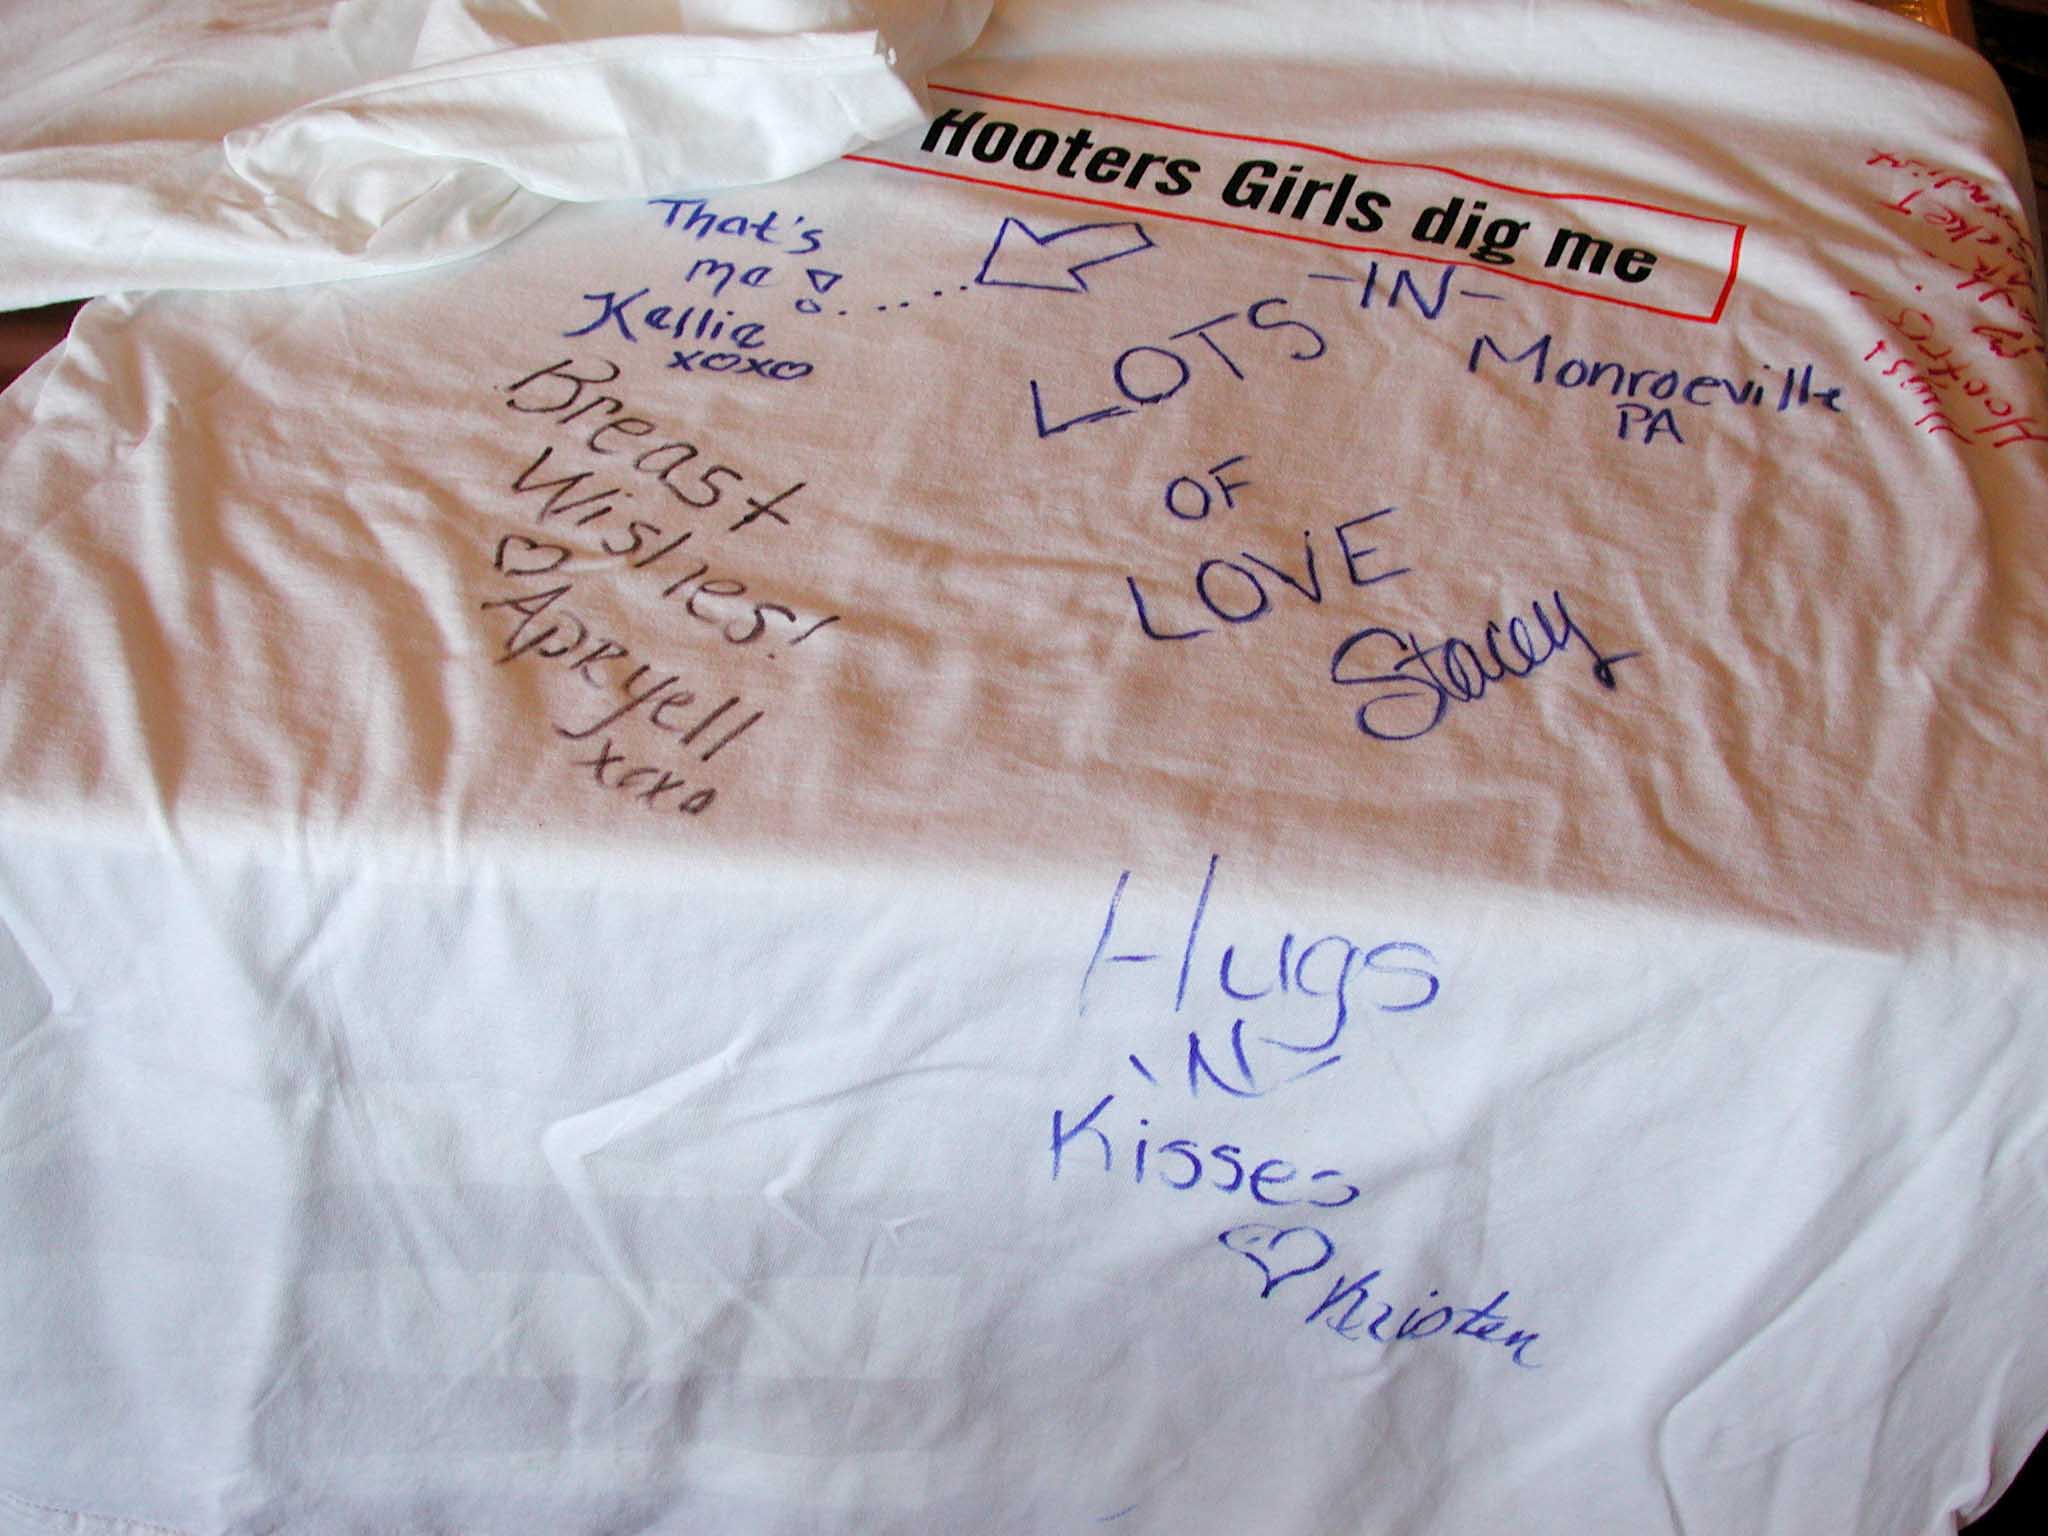 Hooters Girls dig me
-IN-
Monroeville
PA
That's
me!
Kellie
xoxo
Breast
Wishes!
Apryell
xoxo
LOTS
OF
LOVE
Stacey
Hugs
'N'
Kisses
Kristen